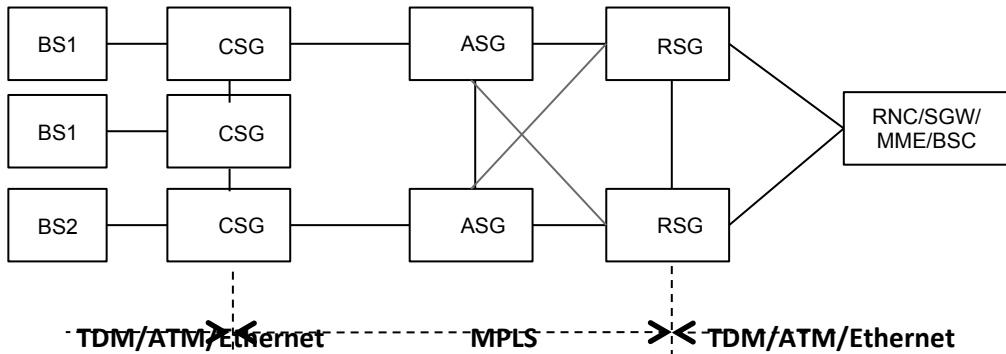 BS1
CSG
ASG
RSG
BS1
CSG
RNC/SGW/
MME/BSC
BS2
CSG
ASG
RSG
TDM/ATM/Ethernet
MPLS
TDM/ATM/Ethernet